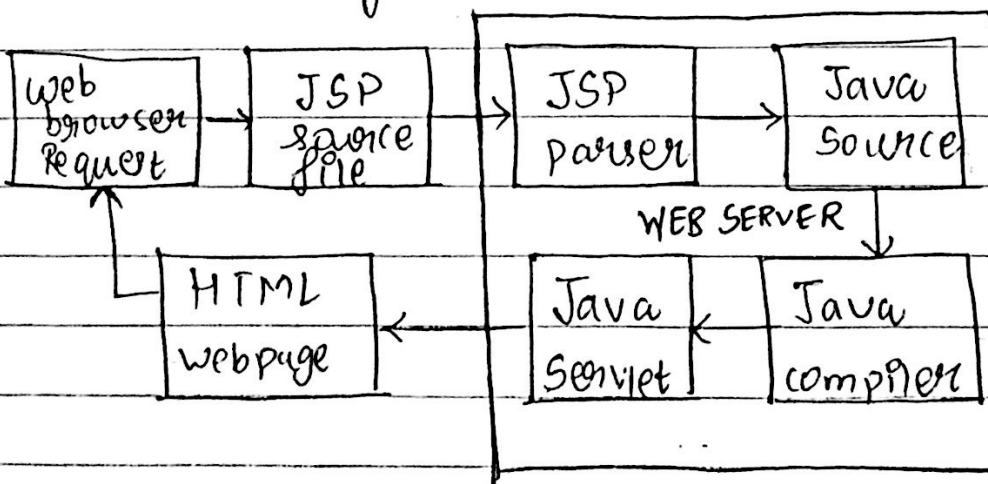 Web
browser
Request
JSP
source
file
JSP
parser
Java
Source
WEB SERVER
HTML
webpage
Java
Servlet
Java
compiler